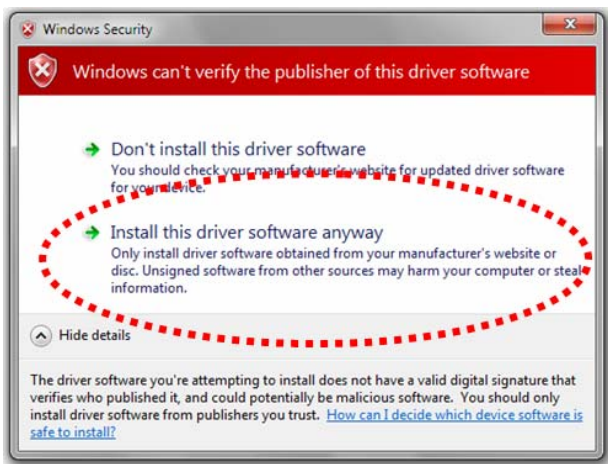 Windows Security
Windows can't verify the publisher of this driver software
Don't install this driver software
You should check your manufacturer's website for updated driver software
for your device.
Install this driver software anyway
Only install driver software obtained from your manufacturer's website or
disc. Unsigned software from other sources may harm your computer or steal
information.
Hide details
The driver software you're attempting to install does not have a valid digital signature that
verifies who published it, and could potentially be malicious software. You should only
install driver software from publishers you trust. How can I decide which device software is
safe to install?